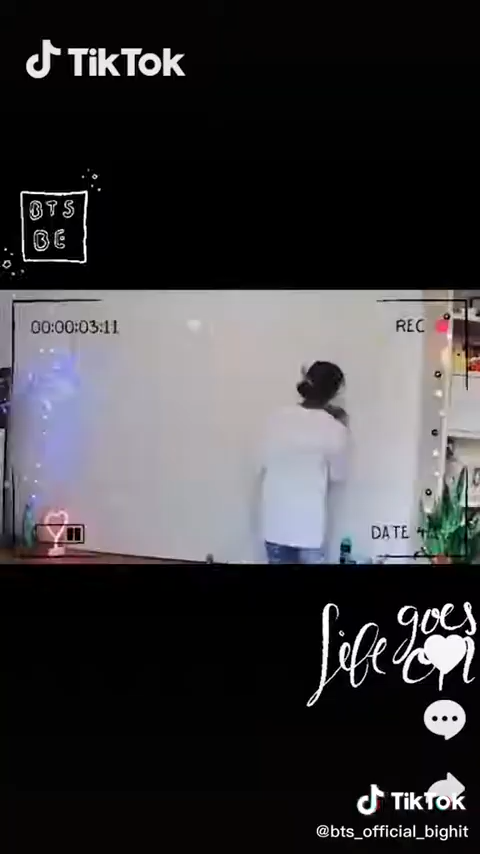 TikTok
BTS
BE
00:00:03:11
REC
DATE
Life goes
on
TikTok
@bts_official_bighit